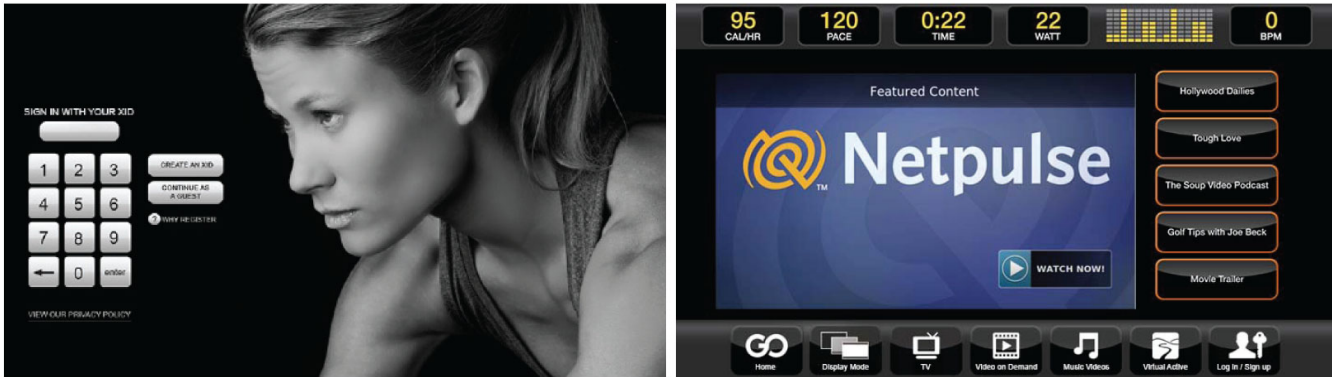 SIGN IN WITH YOUR XID
1 2 3
4 5 6
7 8 9
0 enter
CREATE AN XID
CONTINUE AS
A GUEST
? WHY REGISTER
VIEW OUR PRIVACY POLICY
95
CAL/HR
120
PACE
0:22
TIME
22
WATT
0
BPM
Featured Content
Netpulse
TM
WATCH NOW!
Hollywood Dailies
Tough Love
The Soup Video Podcast
Golf Tips with Joe Beck
Movie Trailer
GO
Home
Display Mode
TV
Video on Demand
Music Videos
Virtual Active
Log In / Sign up